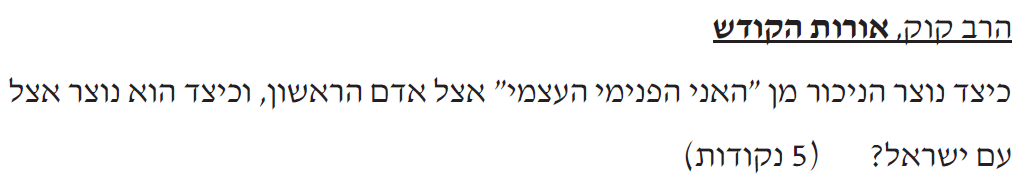 הרב קוק, אורות הקודש
כיצד נוצר הניכור מן "האני הפנימי העצמי" אצל אדם הראשון, וכיצד הוא נוצר אצל
עם ישראל? (5 נקודות)